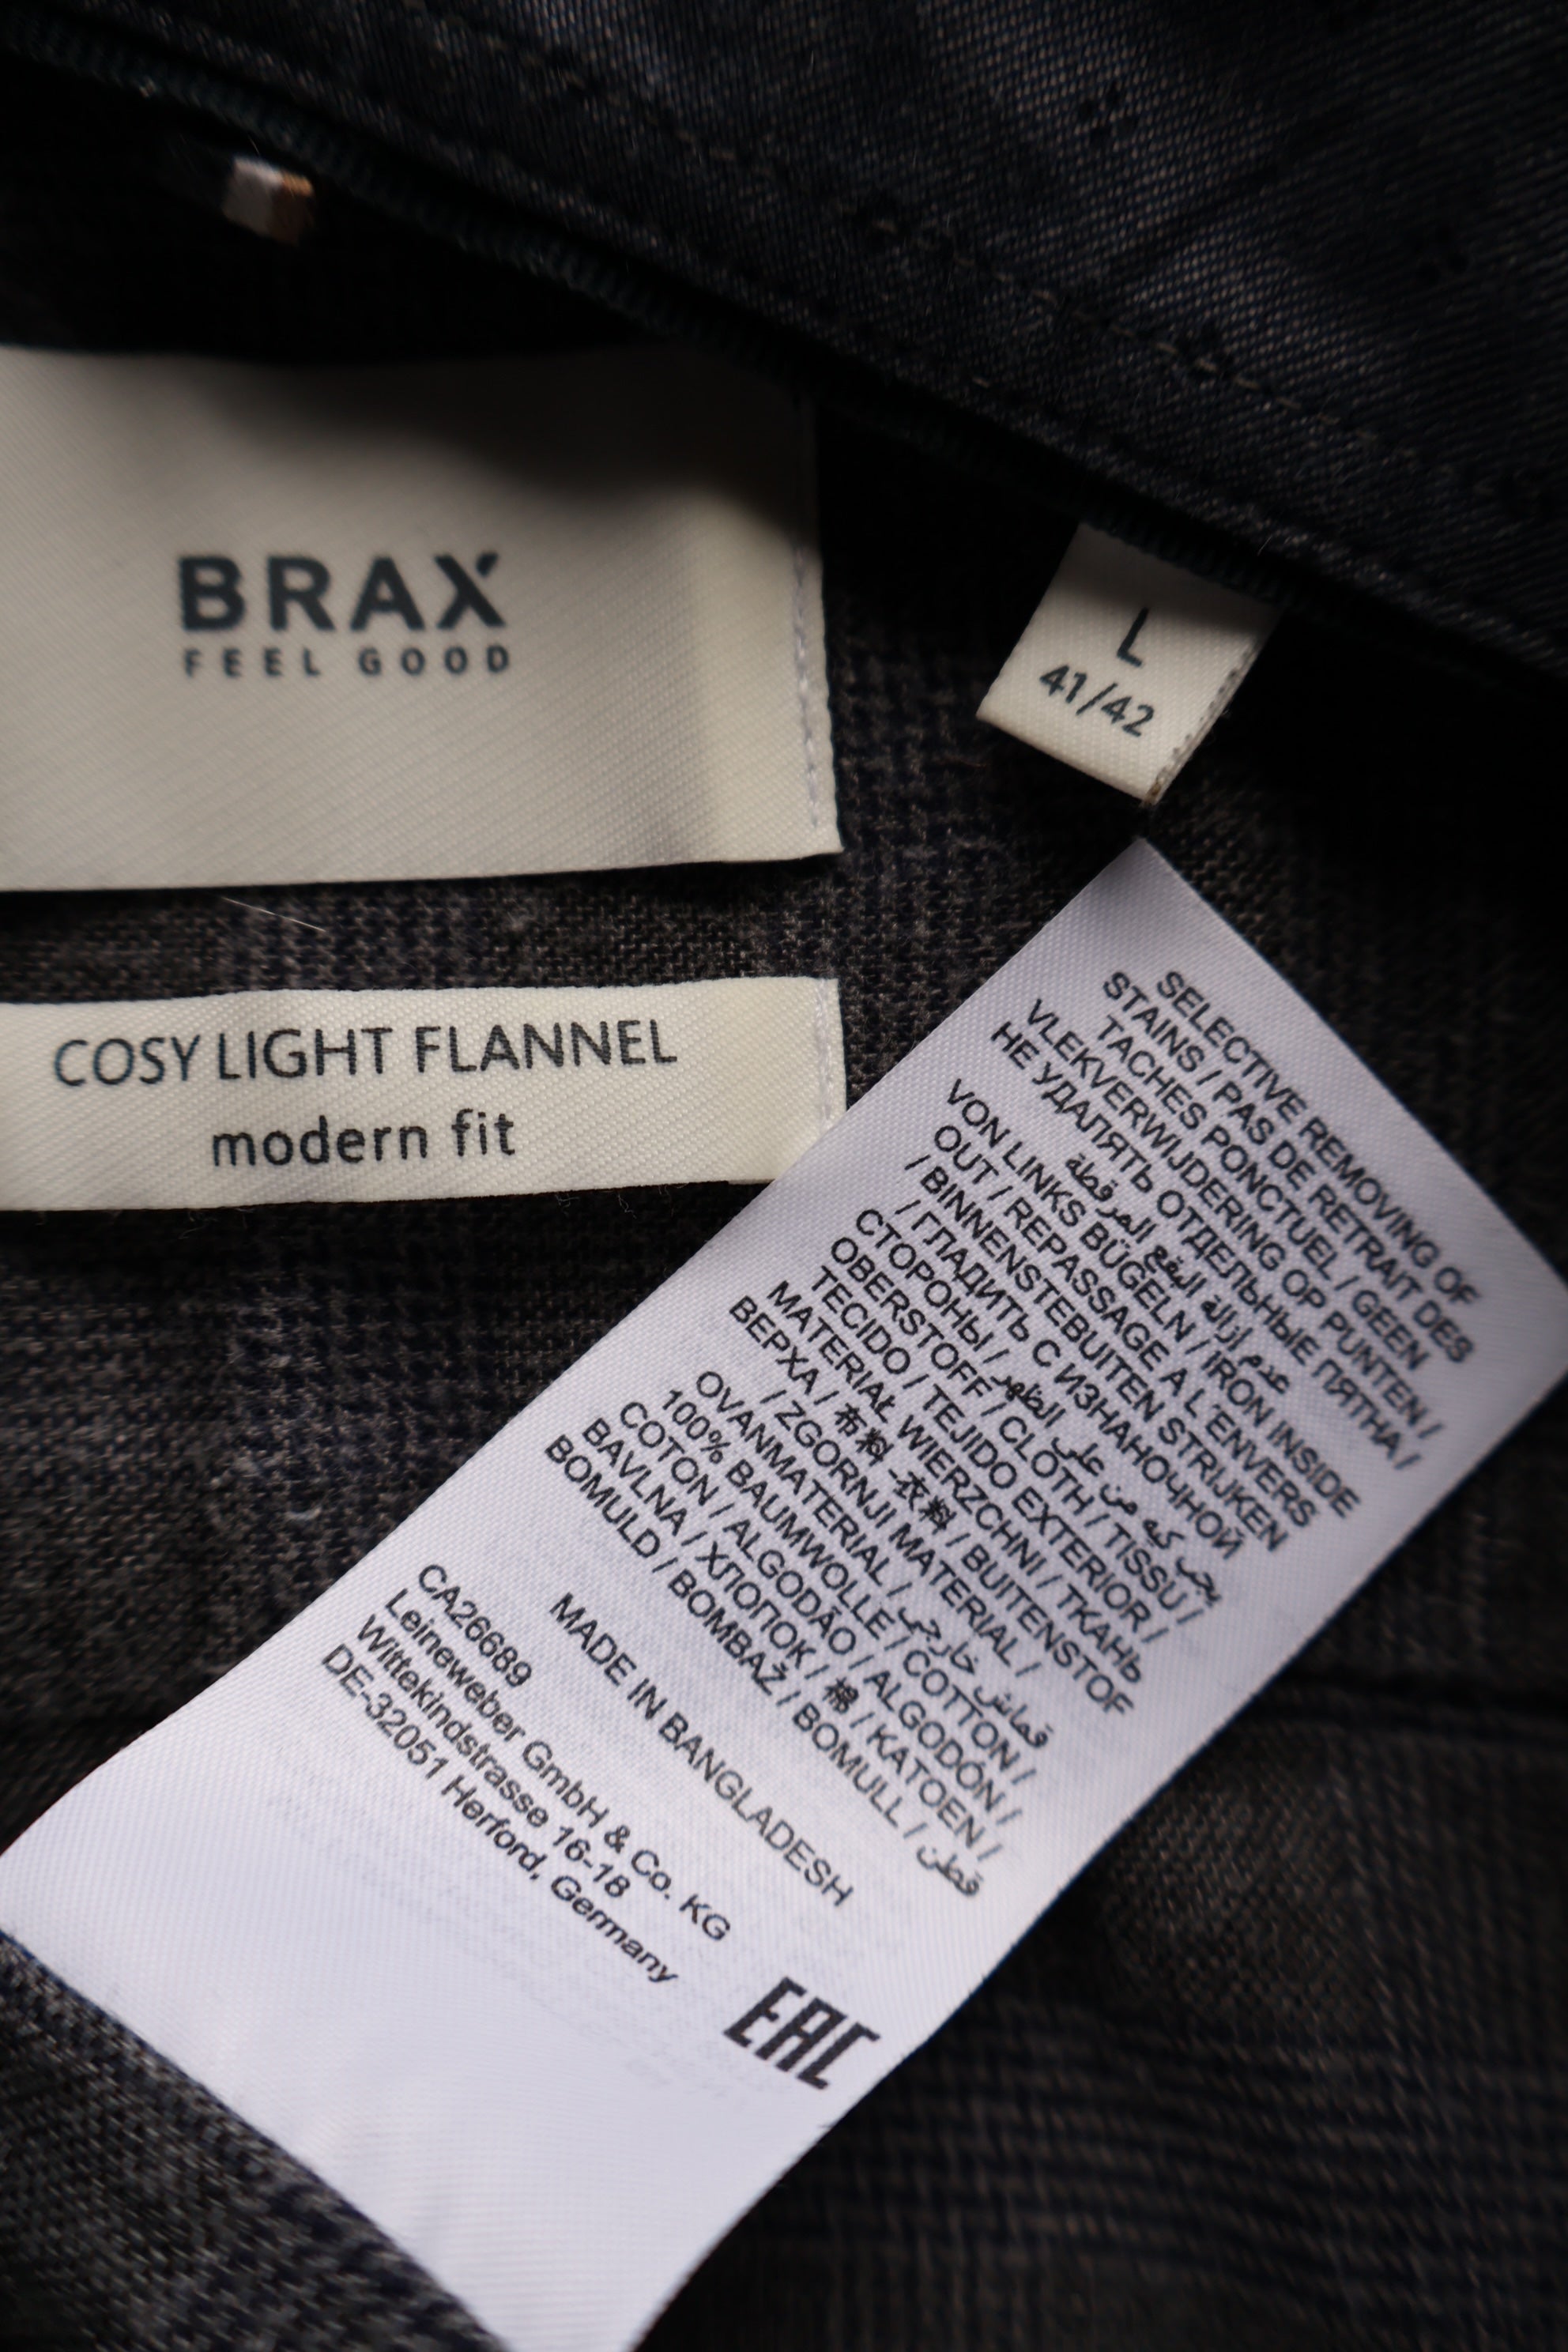 BRAX
FEEL GOOD
L
41/42
COSY LIGHT FLANNEL
modern fit
SELECTIVE REMOVING OF
STAINS / PAS DE RETRAIT DES
TACHES PONCTUEL / GEEN
VLEKVERWIJDERING OP PUNTEN /
НЕ УДАЛЯТЬ ОТДЕЛЬНЫЕ ПЯТНА /
عدم ازالة البقع المرقطة
VON LINKS BÜGELN / IRON INSIDE
OUT / REPASSAGE A L'ENVERS
/ BINNENSTEBUITEN STRIJKEN
/ ГЛАДИТЬ С ИЗНАНОЧНОЙ
СТОРОНЫ / يجب كيه من على الظهر
OBERSTOFF / CLOTH / TISSU /
TECIDO / TEJIDO EXTERIOR /
MATERIAŁ WIERZCHNI / ТКАНЬ
ВЕРХА / 布料 -衣料 / BUITENSTOF
/ ZGORNJI MATERIAL /
OVANMATERIAL / قماش خارجي
100% BAUMWOLLE / COTTON /
COTON / ALGODÃO / ALGODÓN /
BAVLNA / ХЛОПОК / 棉 / KATOEN /
BOMULD / BOMBAŽ / BOMULL / قطن
MADE IN BANGLADESH
CA26689
Leineweber GmbH & Co. KG
Wittekindstrasse 16-18
DE-32051 Herford, Germany
EAC